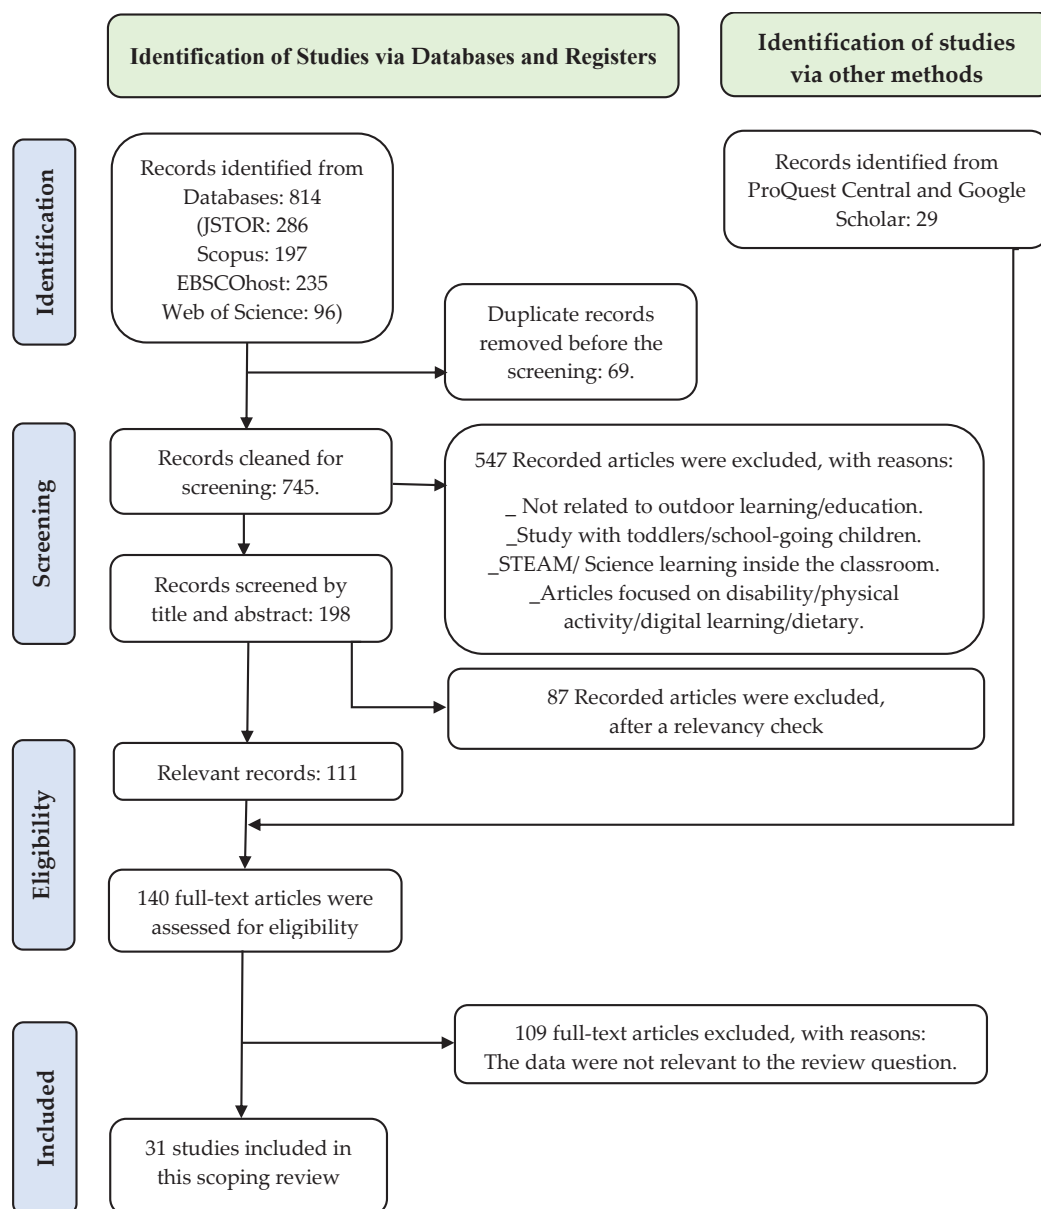 Identification of Studies via Databases and Registers
Identification of studies
via other methods
Identification
Records identified from
Databases: 814
(JSTOR: 286
Scopus: 197
EBSCOhost: 235
Web of Science: 96)
Records identified from
ProQuest Central and Google
Scholar: 29
Duplicate records
removed before the
screening: 69.
Screening
Records cleaned for
screening: 745.
547 Recorded articles were excluded, with reasons:
_ Not related to outdoor learning/education.
_Study with toddlers/school-going children.
_STEAM/ Science learning inside the classroom.
_Articles focused on disability/physical
activity/digital learning/dietary.
Records screened by
title and abstract: 198
87 Recorded articles were excluded,
after a relevancy check
Eligibility
Relevant records: 111
140 full-text articles were
assessed for eligibility
Included
109 full-text articles excluded, with reasons:
The data were not relevant to the review question.
31 studies included in
this scoping review